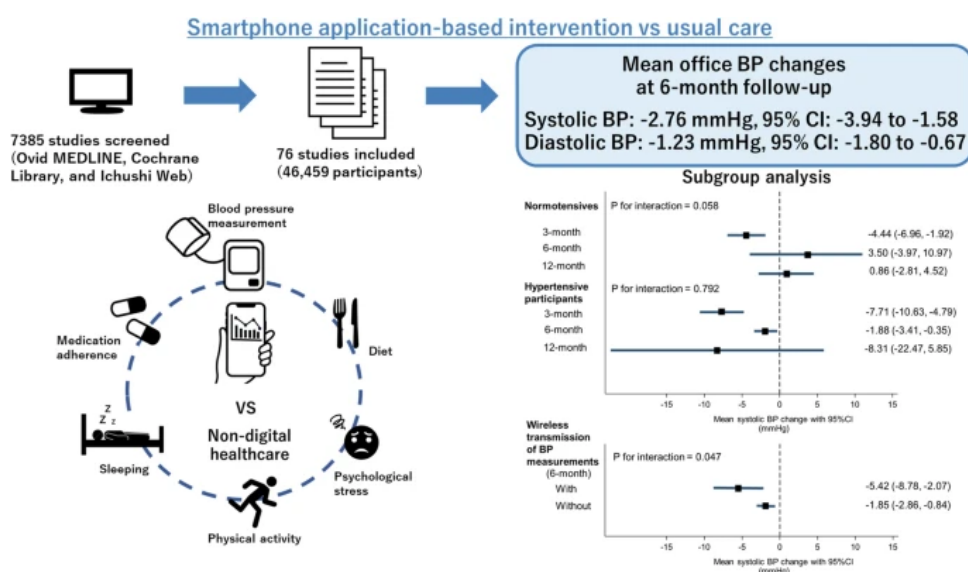 Smartphone application-based intervention vs usual care
7385 studies screened
(Ovid MEDLINE, Cochrane
Library, and Ichushi Web)
76 studies included
(46,459 participants)
Mean office BP changes
at 6-month follow-up
Systolic BP: -2.76 mmHg, 95% CI: -3.94 to -1.58
Diastolic BP: -1.23 mmHg, 95% CI: -1.80 to -0.67
Blood pressure
measurement
Medication
adherence
Diet
VS
Non-digital
healthcare
Z
Z z
Sleeping
Psychological
stress
Physical activity
Subgroup analysis
Normotensives P for interaction = 0.058
3-month -4.44 (-6.96, -1.92)
6-month 3.50 (-3.97, 10.97)
12-month 0.86 (-2.81, 4.52)
Hypertensive P for interaction = 0.792
participants
3-month -7.71 (-10.63, -4.79)
6-month -1.88 (-3.41, -0.35)
12-month -8.31 (-22.47, 5.85)
-15 -10 -5 0 5 10 15
Mean systolic BP change with 95%CI
(mmHg)
Wireless
transmission
of BP
measurements
(6-month)
P for interaction = 0.047
With -5.42 (-8.78, -2.07)
Without -1.85 (-2.86, -0.84)
-15 -10 -5 0 5 10 15
Mean systolic BP change with 95%CI
(mmHg)